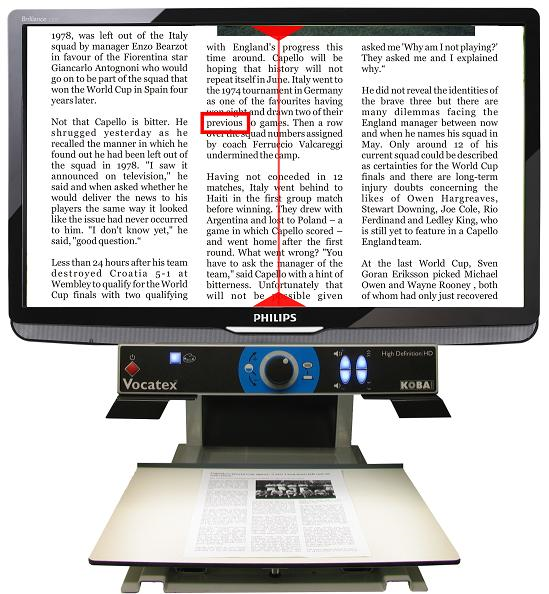 Brilliance
1978, was left out of the Italy
squad by manager Enzo Bearzot
in favour of the Fiorentina star
Giancarlo Antognoni who would
go on to be part of the squad that
won the World Cup in Spain four
years later.
Not that Capello is bitter. He
shrugged yesterday as he
recalled the manner in which he
found out he had been left out of
the squad in 1978. "I saw it
announced on television," he
said and when asked whether he
would deliver the news to his
players the same way it looked
like the issue had never occurred
to him. "I don't know yet," he
said, "good question."
Less than 24 hours after his team
destroyed Croatia 5-1 at
Wembley to qualify for the World
Cup finals with two qualifying
with England's progress this
time around. Capello will be
hoping that history will not
repeat itself in June. Italy went to
the 1974 tournament in Germany
as one of the favourites having
won eight and drawn two of their
previous 10 games. Then a row
over the squad numbers assigned
by coach Ferruccio Valcareggi
undermined the camp.
Having not conceded in 12
matches, Italy went behind to
Haiti in the first group match
before winning. They drew with
Argentina and lost to Poland – a
game in which Capello scored –
and went home after the first
round. What went wrong? "You
have to ask the manager of the
team," said Capello with a hint of
bitterness. Unfortunately that
will not be possible given
asked me 'Why am I not playing?'
They asked me and I explained
why."
He did not reveal the identities of
the brave three but there are
many dilemmas facing the
England manager between now
and when he names his squad in
May. Only around 12 of his
current squad could be described
as certainties for the World Cup
finals and there are long-term
injury doubts concerning the
likes of Owen Hargreaves,
Stewart Downing, Joe Cole, Rio
Ferdinand and Ledley King, who
is still yet to feature in a Capello
England team.
At the last World Cup, Sven
Goran Eriksson picked Michael
Owen and Wayne Rooney , both
of whom had only just recovered
PHILIPS
Vocatex
High Definition:HD
KOBA